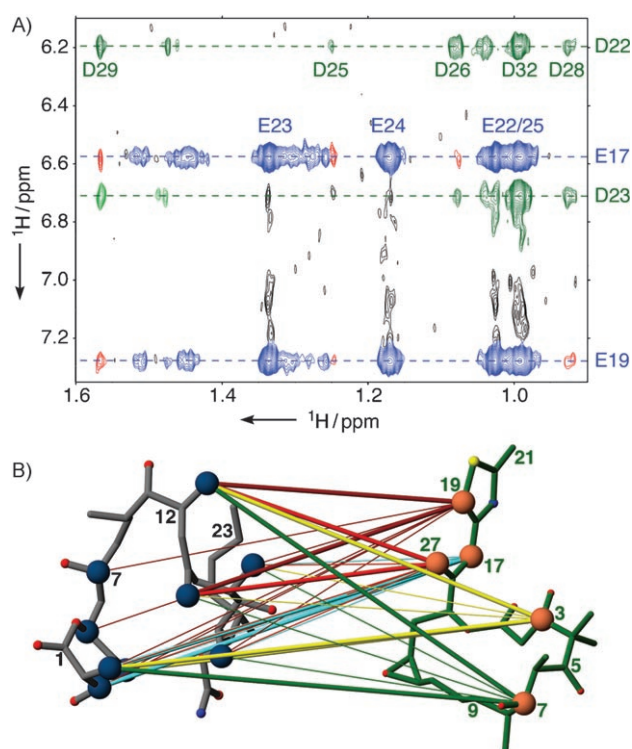 A)
6.2
D22
D29
D25
D26
D32
D28
6.4
E23
E24
E22/25
6.6
E17
D23
6.8
7.0
7.2
E19
¹H / ppm
1.6
1.4
1.2
1.0
¹H / ppm
B)
21
19
12
23
27
17
7
3
1
5
9
7